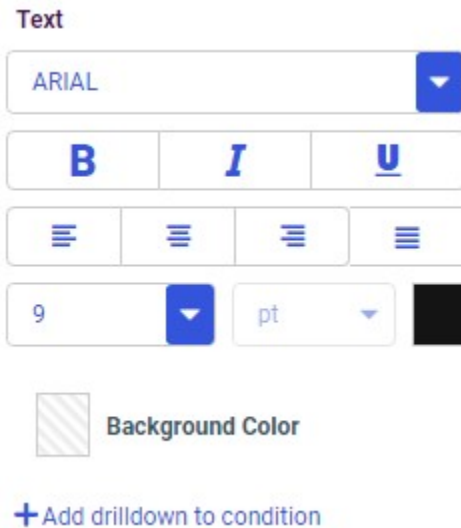 Text
ARIAL
B I U
9 pt
Background Color
+Add drilldown to condition